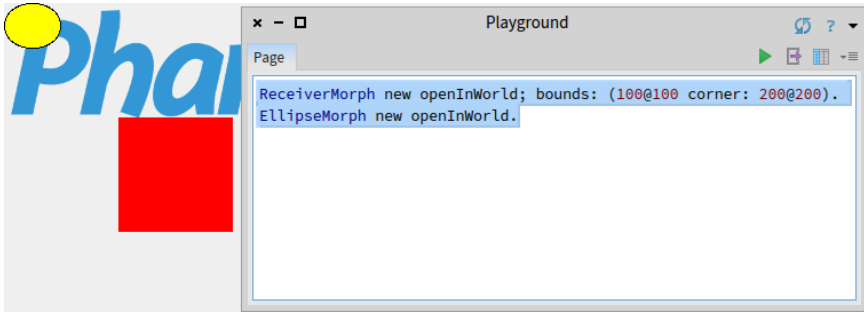 Phar
Playground
?
Page
ReceiverMorph new openInWorld; bounds: (100@100 corner: 200@200).
EllipseMorph new openInWorld.